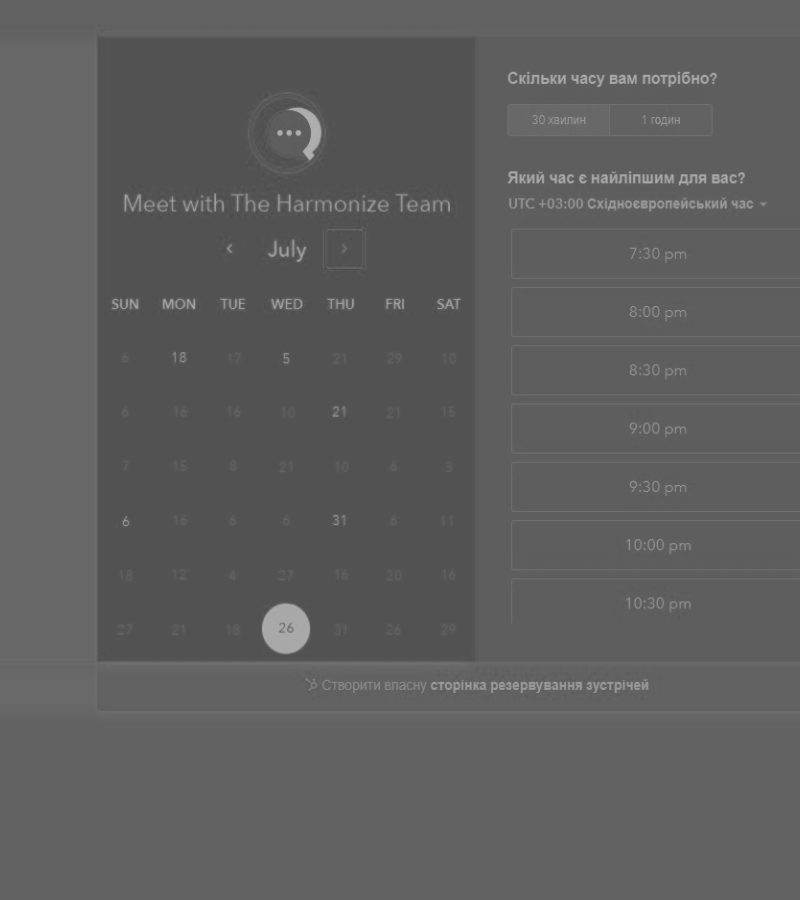 Meet with The Harmonize Team
‹ July ›
SUN MON TUE WED THU FRI SAT
6 18 17 5 21 29 10
6 16 16 10 21 21 15
7 15 8 21 10 6 3
6 16 6 6 31 6 11
18 12 4 27 16 20 16
27 21 18 26 31 26 29
Скільки часу вам потрібно?
30 хвилин 1 годин
Який час є найліпшим для вас?
UTC +03:00 Східноєвропейський час
7:30 pm
8:00 pm
8:30 pm
9:00 pm
9:30 pm
10:00 pm
10:30 pm
Створити власну сторінка резервування зустрічей